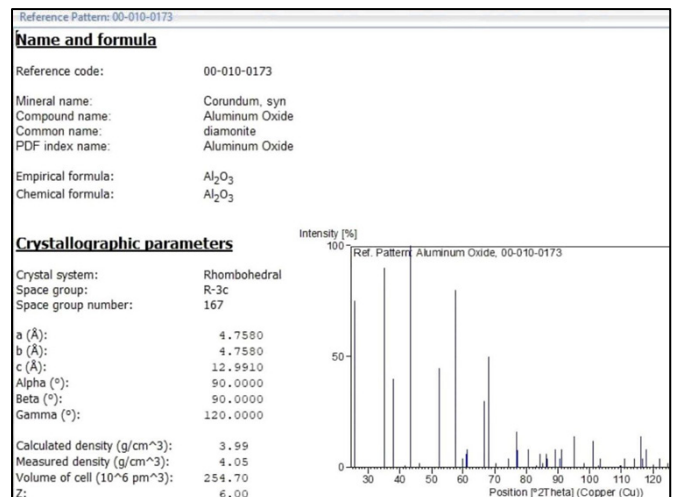 Reference Pattern: 00-010-0173
Name and formula
Reference code: 00-010-0173
Mineral name: Corundum, syn
Compound name: Aluminum Oxide
Common name: diamonite
PDF index name: Aluminum Oxide
Empirical formula: Al2O3
Chemical formula: Al2O3
Crystallographic parameters
Crystal system: Rhombohedral
Space group: R-3c
Space group number: 167
a (Å): 4.7580
b (Å): 4.7580
c (Å): 12.9910
Alpha (°): 90.0000
Beta (°): 90.0000
Gamma (°): 120.0000
Calculated density (g/cm^3): 3.99
Measured density (g/cm^3): 4.05
Volume of cell (10^6 pm^3): 254.70
Z: 6.00
Intensity [%]
100
Ref. Pattern: Aluminum Oxide, 00-010-0173
50
0
30 40 50 60 70 80 90 100 110 120
Position [°2Theta] (Copper (Cu))